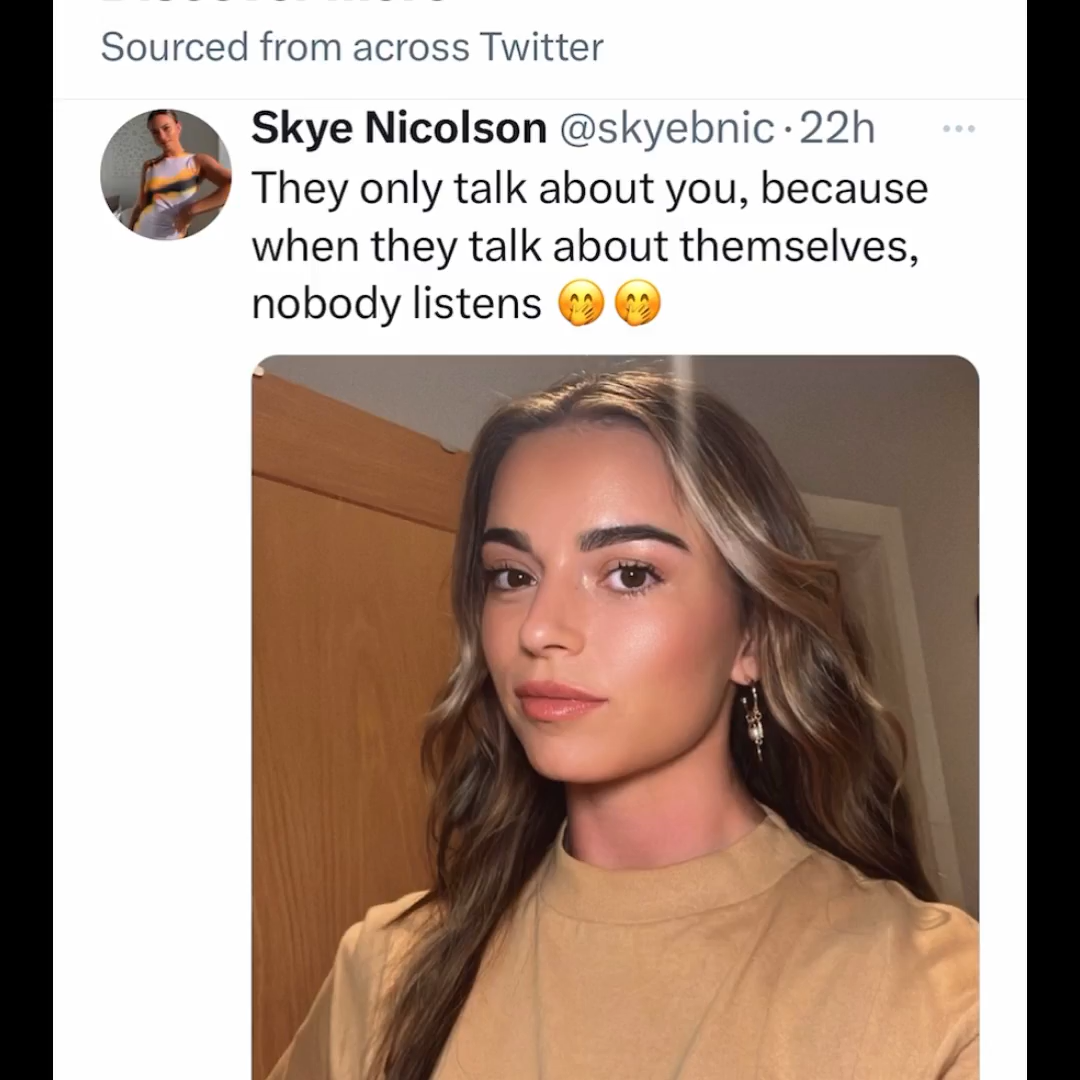 Sourced from across Twitter
Skye Nicolson @skyebnic · 22h
They only talk about you, because
when they talk about themselves,
nobody listens 🤭🤭